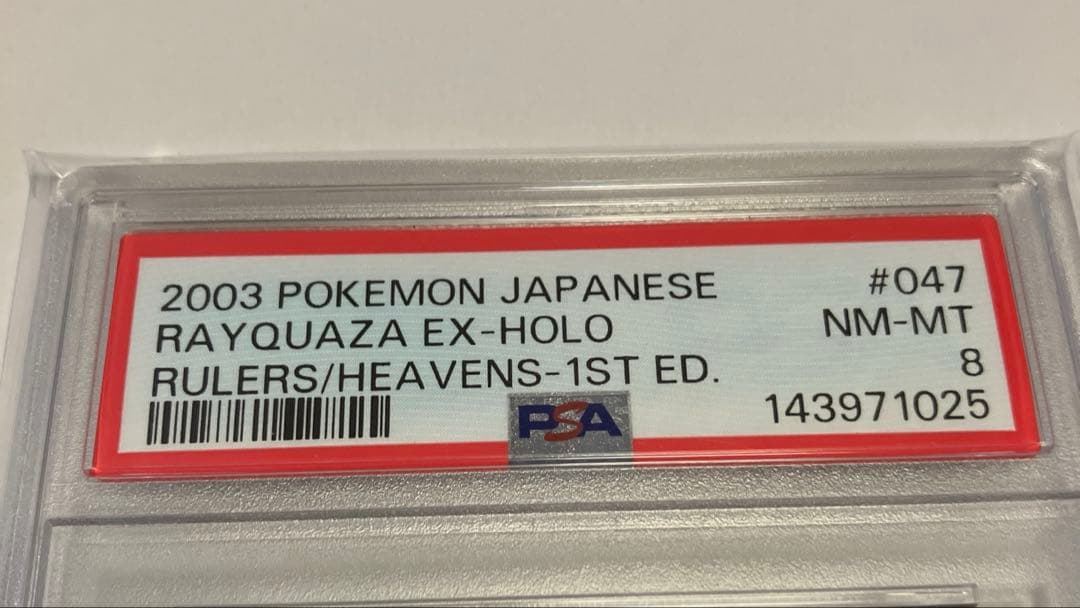 2003 POKEMON JAPANESE #047
RAYQUAZA EX-HOLO NM-MT
RULERS/HEAVENS-1ST ED. 8
143971025
PSA